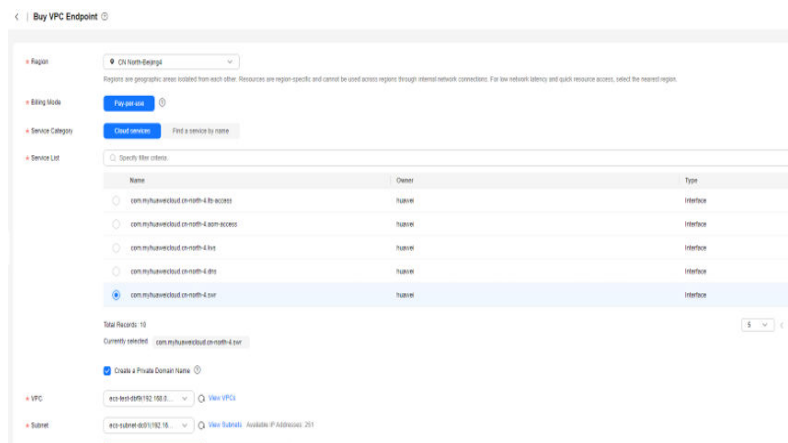 Buy VPC Endpoint
Region
CN North-Beijing4
Regions are geographic areas isolated from each other. Resources are region-specific and cannot be used across regions through internal network connections. For low network latency and quick resource access, select the nearest region.
Billing Mode
Pay-per-use
Service Category
Cloud services Find a service by name
Service List
Specify filter criteria.
Name Owner Type
com.myhuaweicloud.cn-north-4.lts-access huawei Interface
com.myhuaweicloud.cn-north-4.aom-access huawei Interface
com.myhuaweicloud.cn-north-4.kvs huawei Interface
com.myhuaweicloud.cn-north-4.dns huawei Interface
com.myhuaweicloud.cn-north-4.swr huawei Interface
Total Records: 10 5
Currently selected: com.myhuaweicloud.cn-north-4.swr
Create a Private Domain Name
VPC
View VPCs
Subnet
View Subnets Available IP Addresses: 251